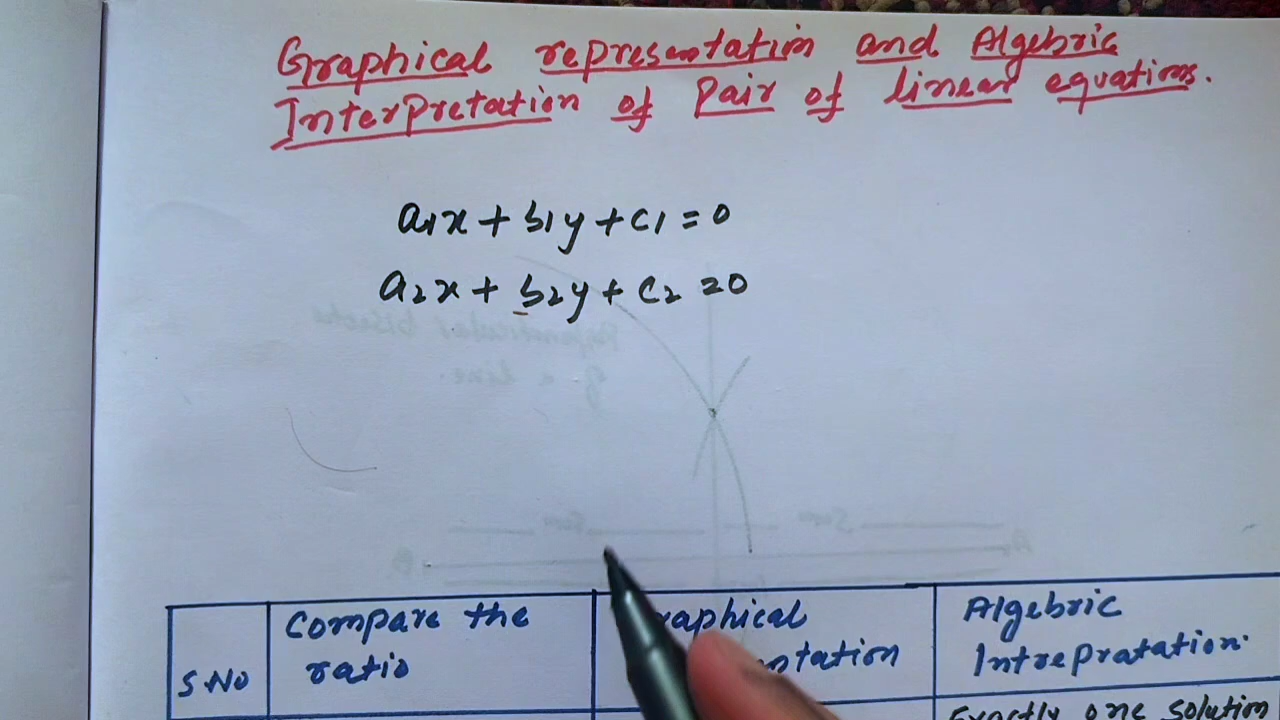 Graphical representation and Algebric
Interpretation of Pair of linear equations.
a1x + b1y + c1 = 0
a2x + b2y + c2 = 0
S.No
Compare the
ratio
Algebric
Intrepratation.
Exactly one solution